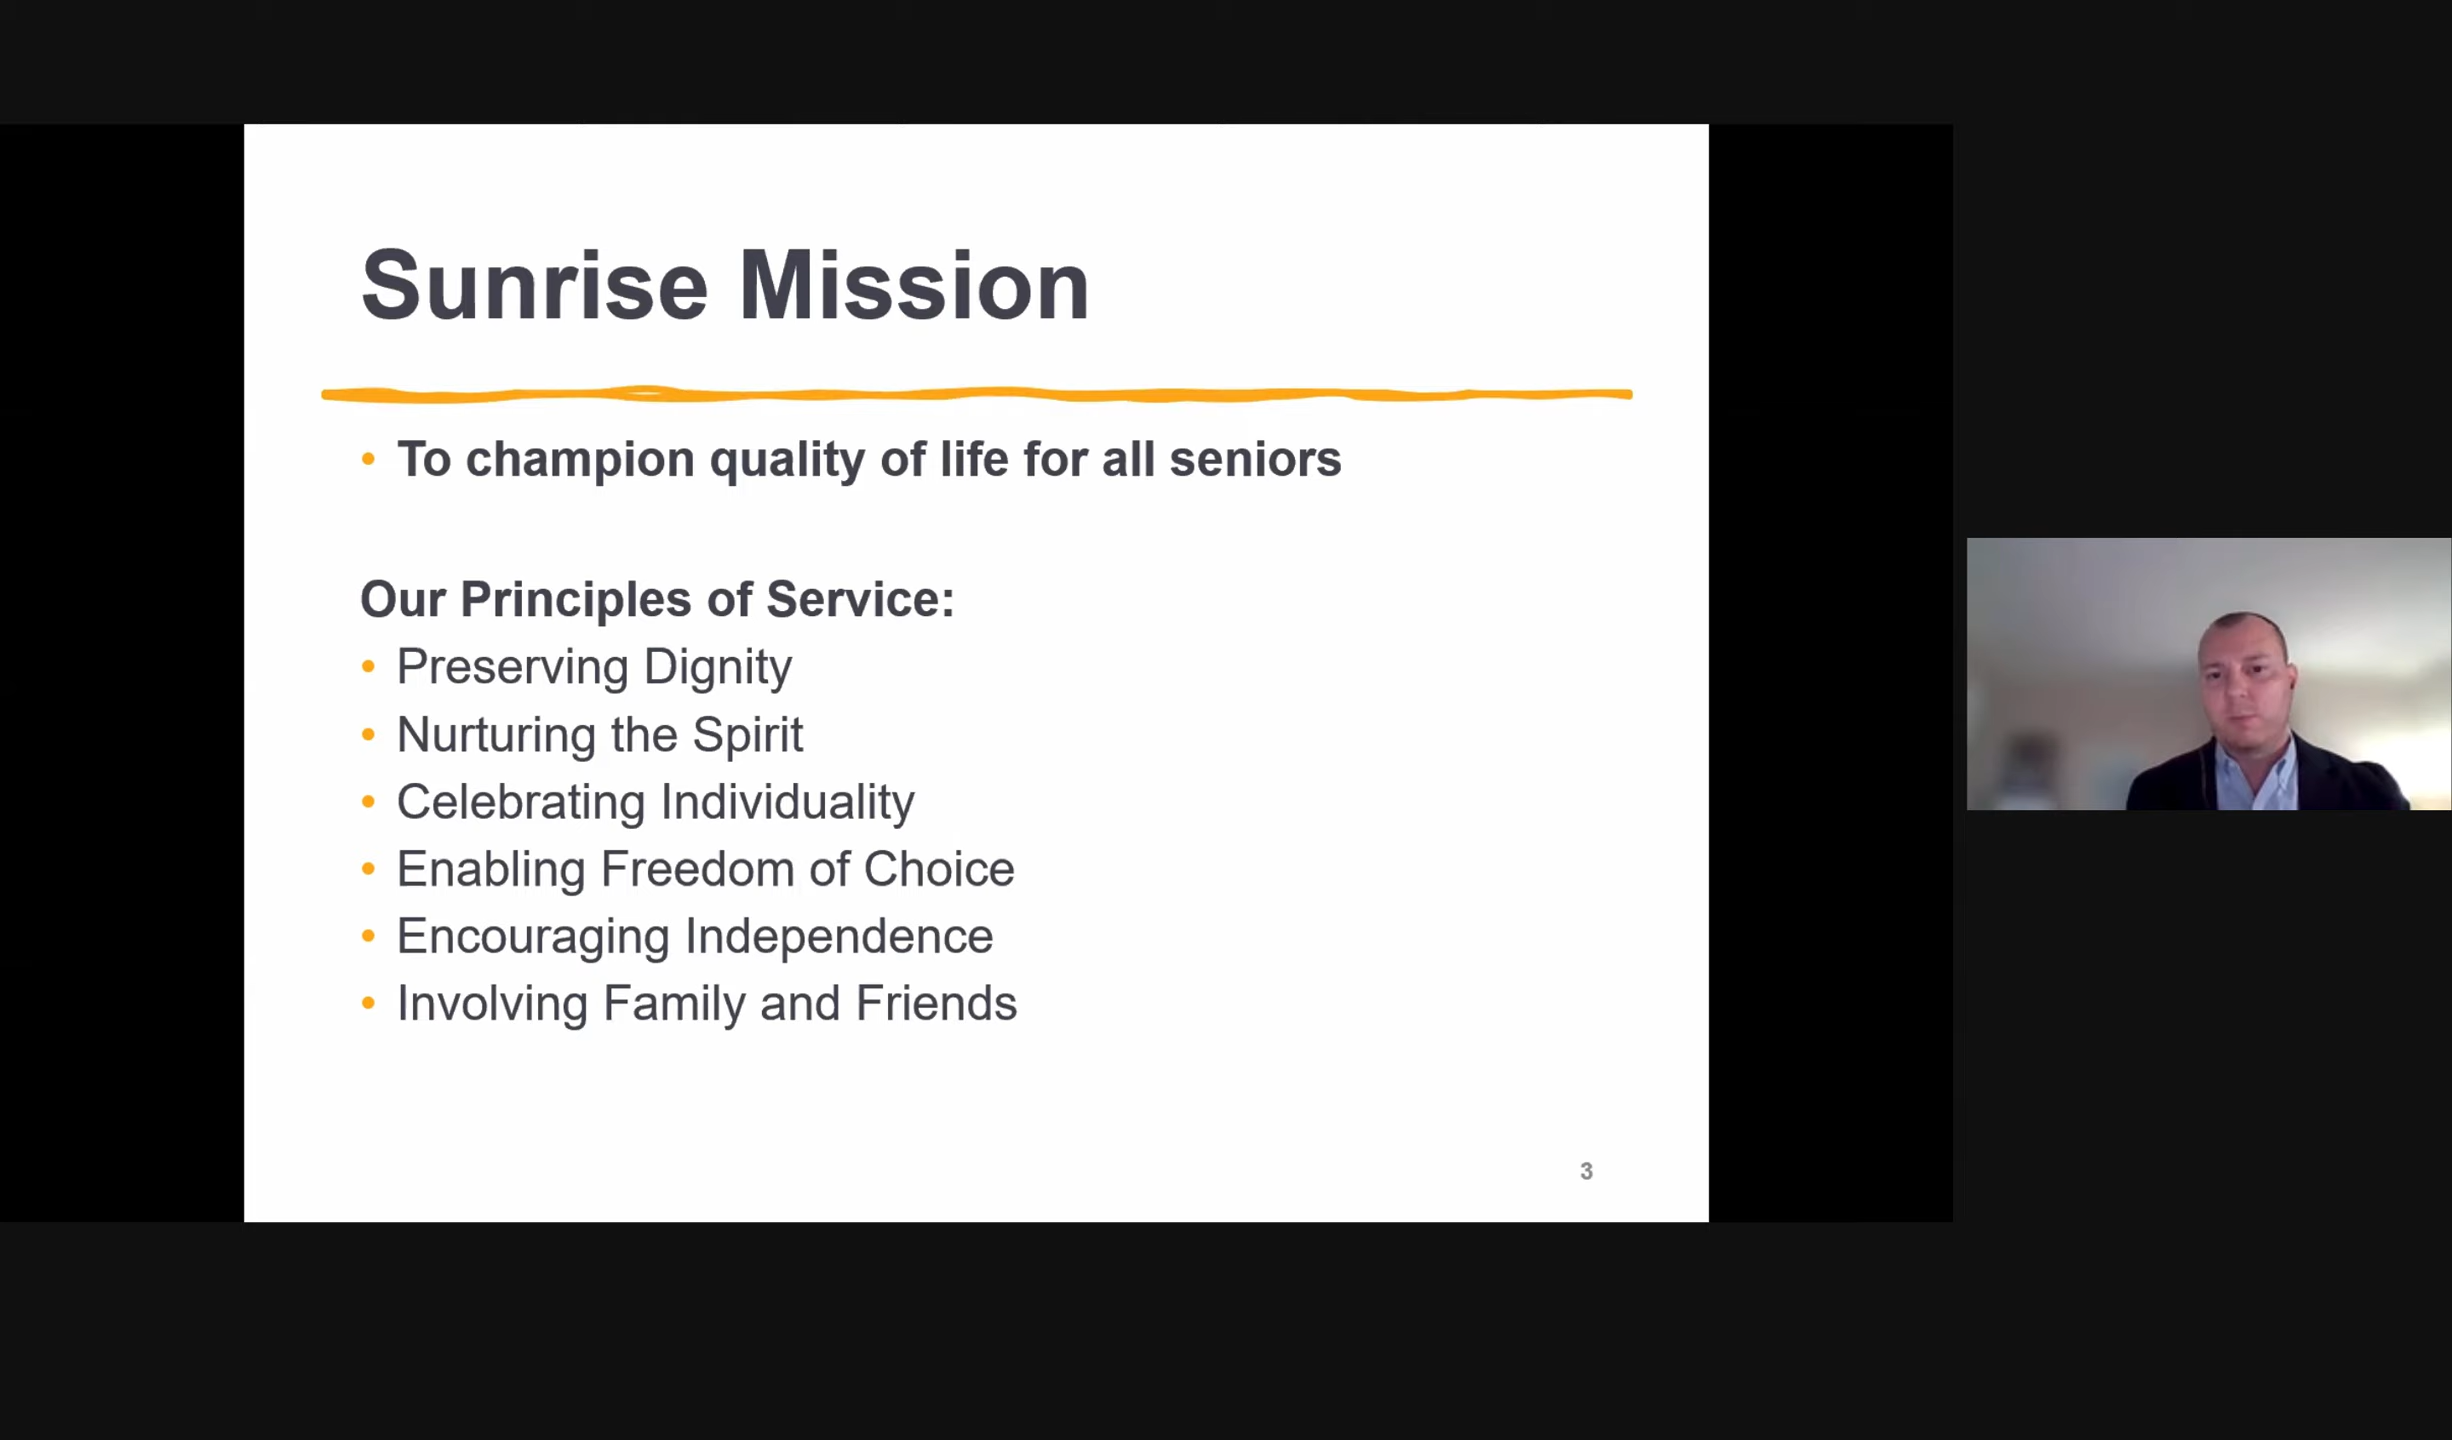 Sunrise Mission
• To champion quality of life for all seniors
Our Principles of Service:
• Preserving Dignity
• Nurturing the Spirit
• Celebrating Individuality
• Enabling Freedom of Choice
• Encouraging Independence
• Involving Family and Friends
3